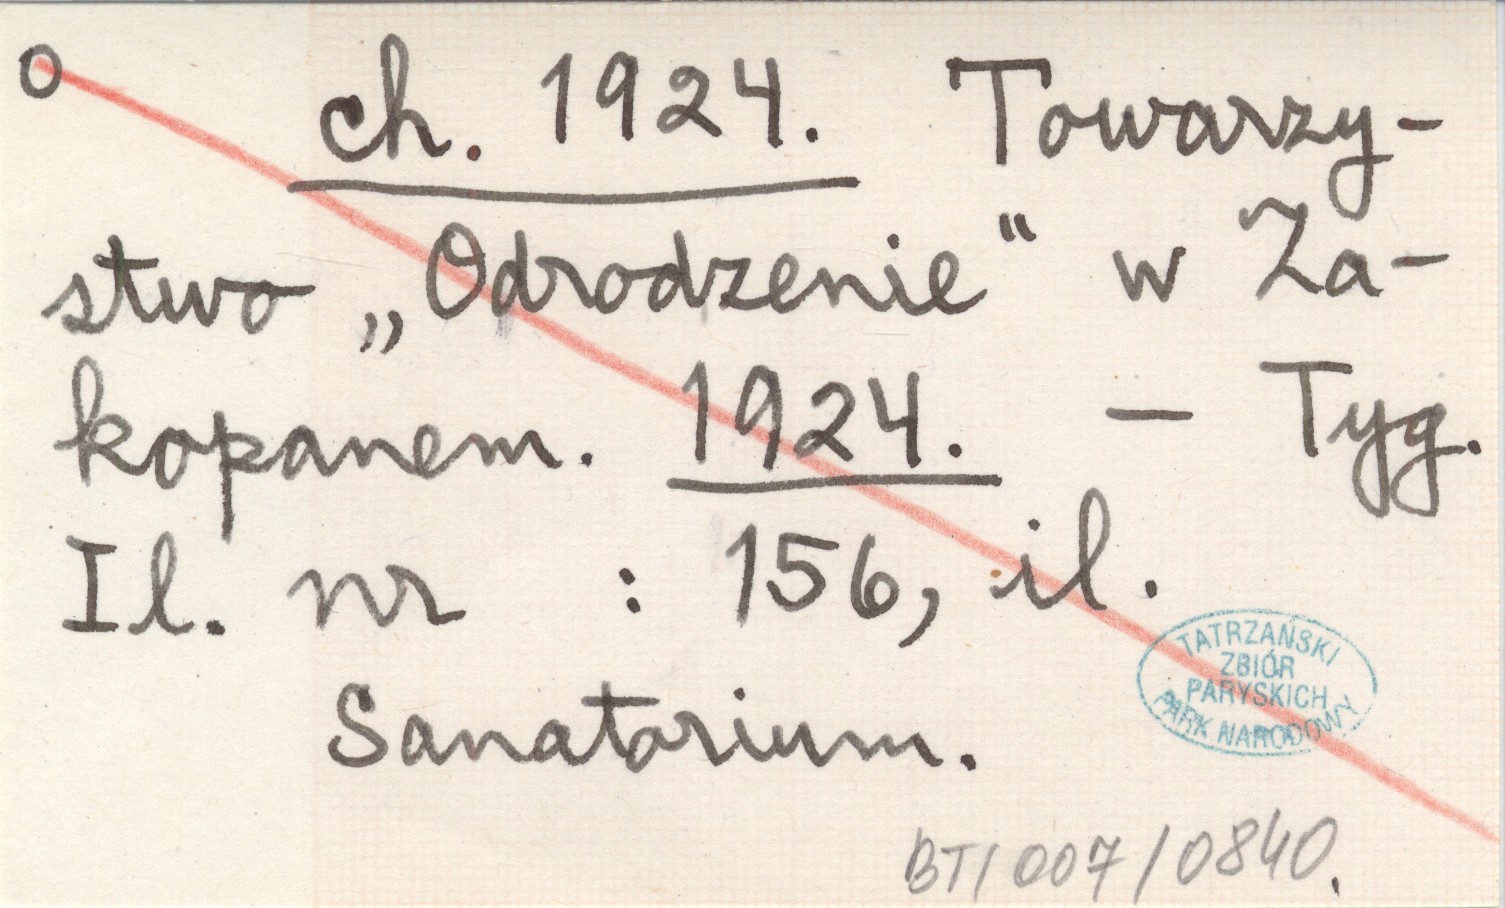 O
ch. 1924. Towarzy-
stwo „Odrodzenie“ w Za-
kopanem. 1924. — Tyg.
Il. nr : 156, il.
Sanatorium.
TATRZAŃSKI
ZBIÓR
PARYSKICH
PARK NARODOWY
BT/007/0840.